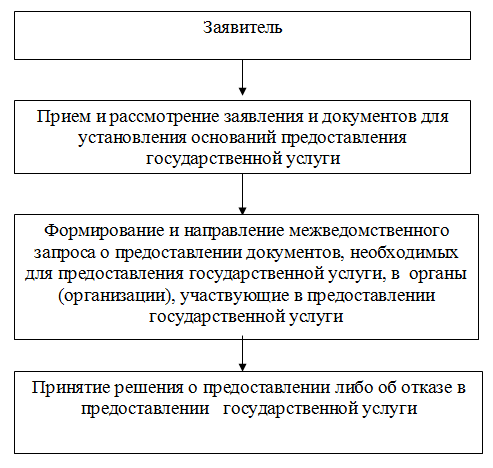 Заявитель
Прием и рассмотрение заявления и документов для
установления оснований предоставления
государственной услуги
Формирование и направление межведомственного
запроса о предоставлении документов, необходимых
для предоставления государственной услуги, в органы
(организации), участвующие в предоставлении
государственной услуги
Принятие решения о предоставлении либо об отказе в
предоставлении государственной услуги